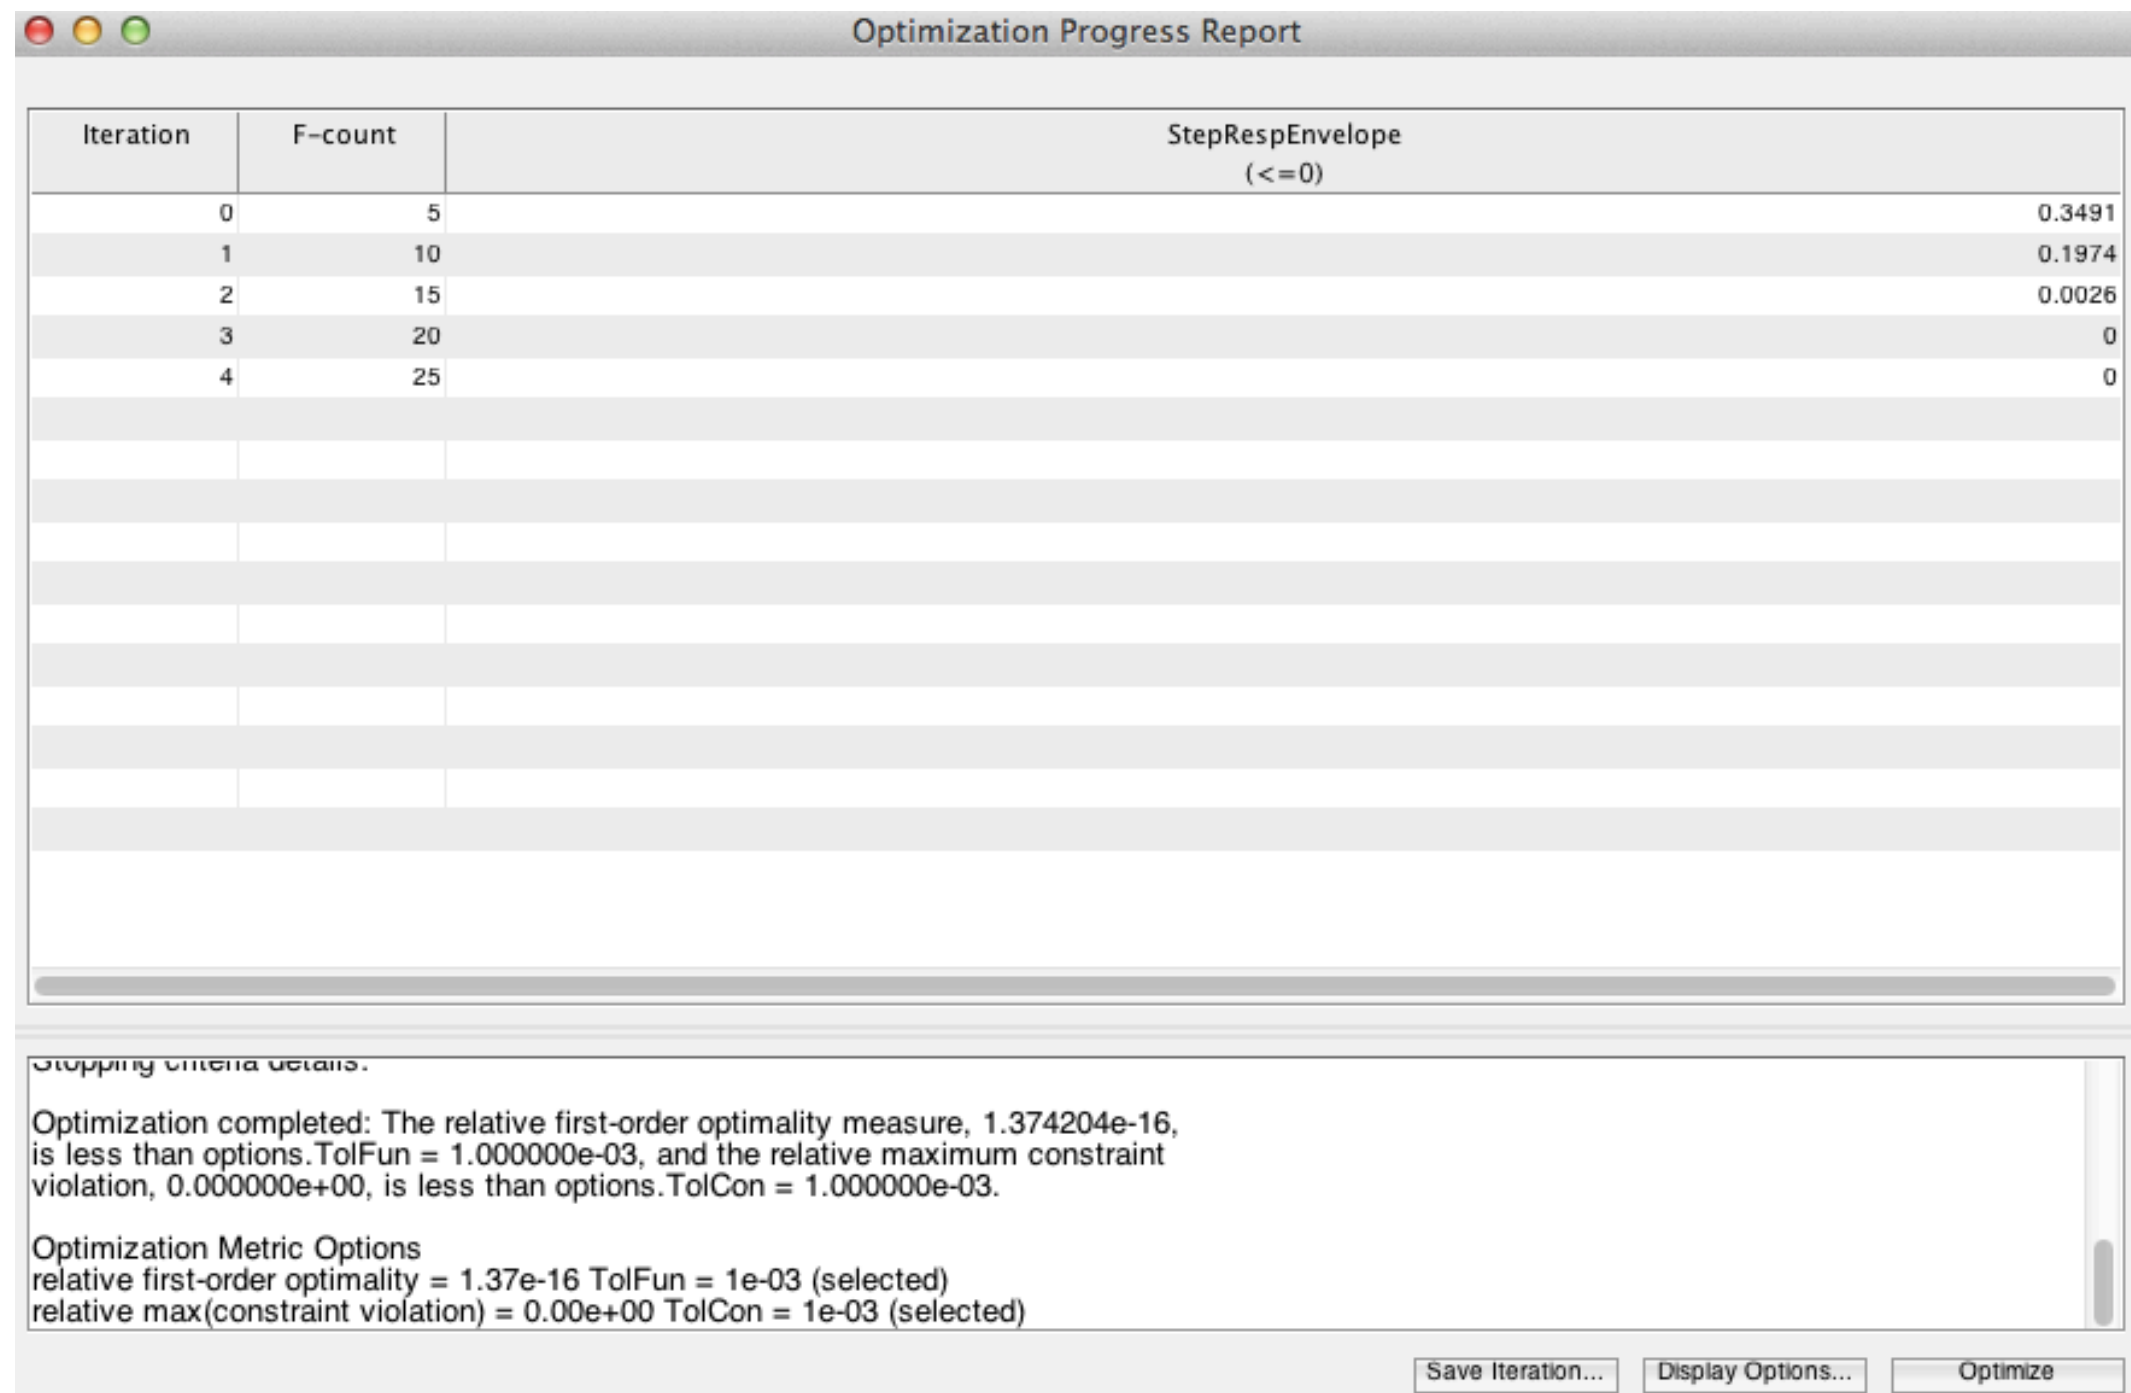 Optimization Progress Report
Iteration F-count StepRespEnvelope
(<=0)
0 5 0.3491
1 10 0.1974
2 15 0.0026
3 20 0
4 25 0
Stopping criteria details:
Optimization completed: The relative first-order optimality measure, 1.374204e-16,
is less than options.TolFun = 1.000000e-03, and the relative maximum constraint
violation, 0.000000e+00, is less than options.TolCon = 1.000000e-03.
Optimization Metric Options
relative first-order optimality = 1.37e-16 TolFun = 1e-03 (selected)
relative max(constraint violation) = 0.00e+00 TolCon = 1e-03 (selected)
Save Iteration... Display Options... Optimize